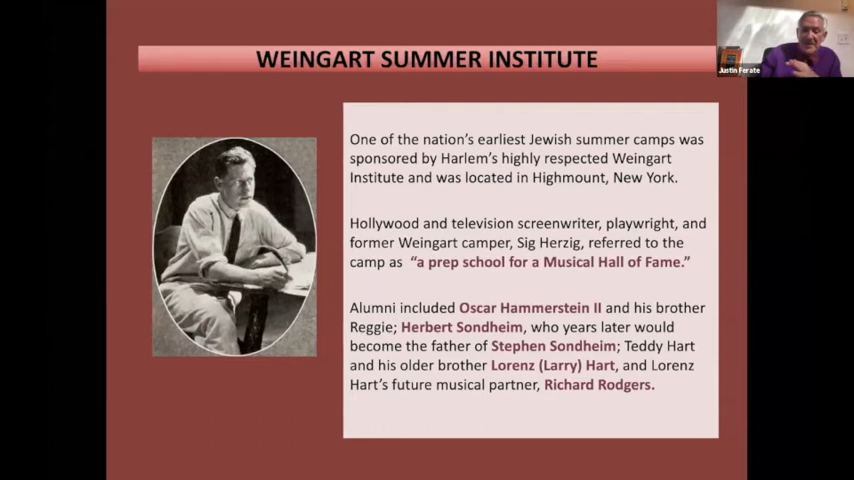 WEINGART SUMMER INSTITUTE
Justin Ferate
One of the nation's earliest Jewish summer camps was
sponsored by Harlem's highly respected Weingart
Institute and was located in Highmount, New York.
Hollywood and television screenwriter, playwright, and
former Weingart camper, Sig Herzig, referred to the
camp as “a prep school for a Musical Hall of Fame.”
Alumni included Oscar Hammerstein II and his brother
Reggie; Herbert Sondheim, who years later would
become the father of Stephen Sondheim; Teddy Hart
and his older brother Lorenz (Larry) Hart, and Lorenz
Hart's future musical partner, Richard Rodgers.